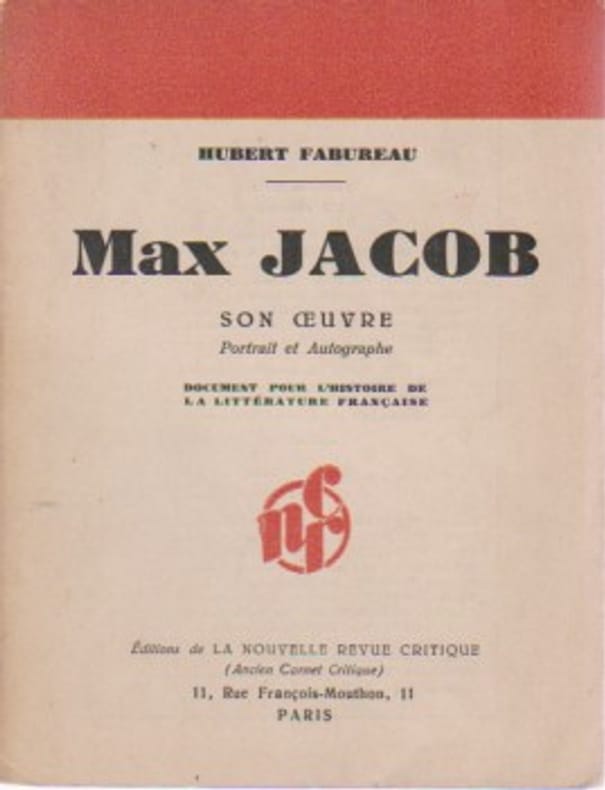 HUBERT FABUREAU
Max JACOB
SON ŒUVRE
Portrait et Autographe
DOCUMENT POUR L'HISTOIRE DE
LA LITTÉRATURE FRANÇAISE
nrc
Éditions de LA NOUVELLE REVUE CRITIQUE
(Ancien Carnet Critique)
11, Rue François-Mouthon, 11
PARIS